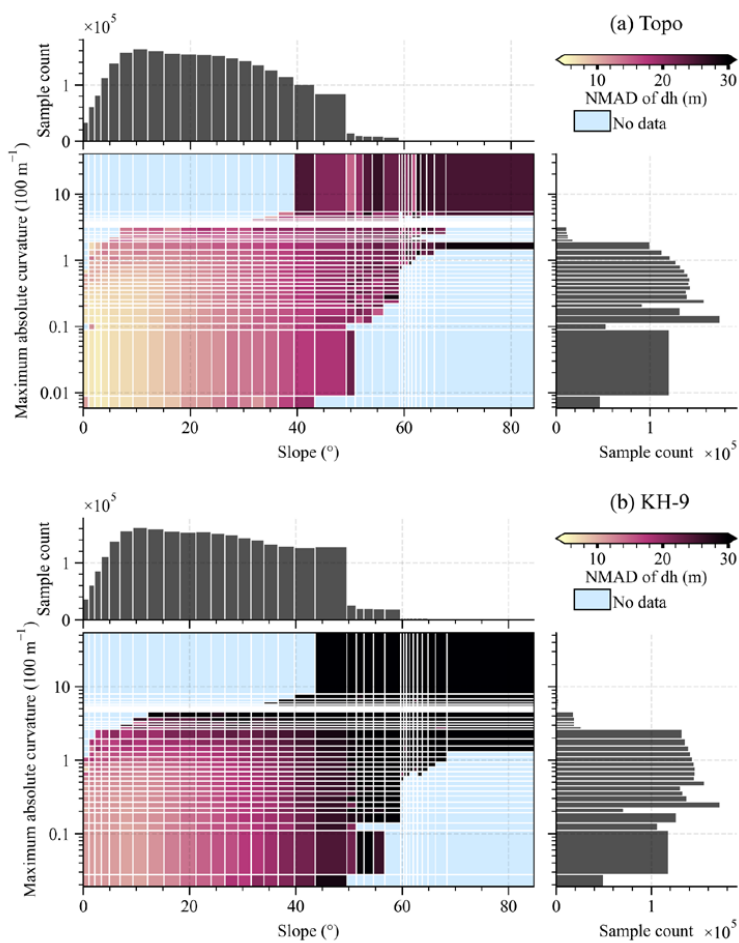 (a) Topo
×10⁵
Sample count
1
0
10 20 30
NMAD of dh (m)
No data
Maximum absolute curvature (100 m⁻¹)
10
1
0.1
0.01
0 20 40 60 80
Slope (°)
1
Sample count ×10⁵
(b) KH-9
×10⁵
Sample count
1
0
10 20 30
NMAD of dh (m)
No data
Maximum absolute curvature (100 m⁻¹)
10
1
0.1
0 20 40 60 80
Slope (°)
1
Sample count ×10⁵